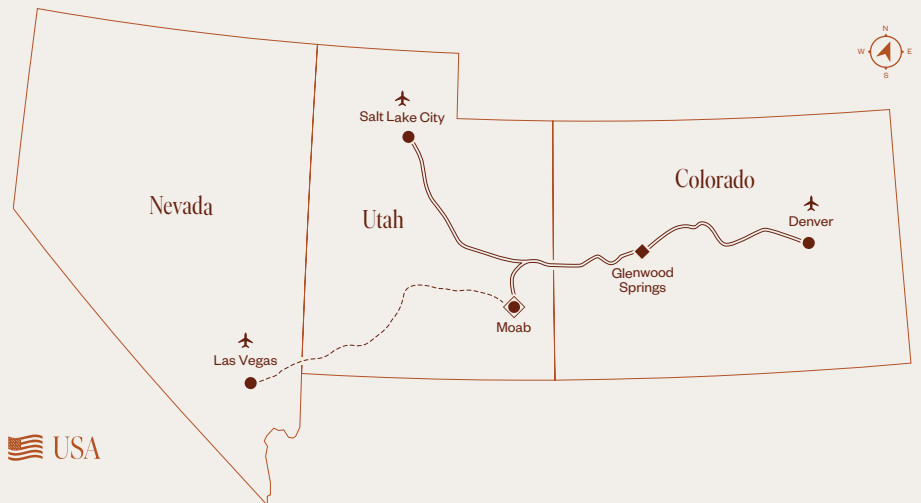 N
W
E
S
Salt Lake City
Colorado
Nevada
Utah
Denver
Glenwood
Springs
Moab
Las Vegas
USA